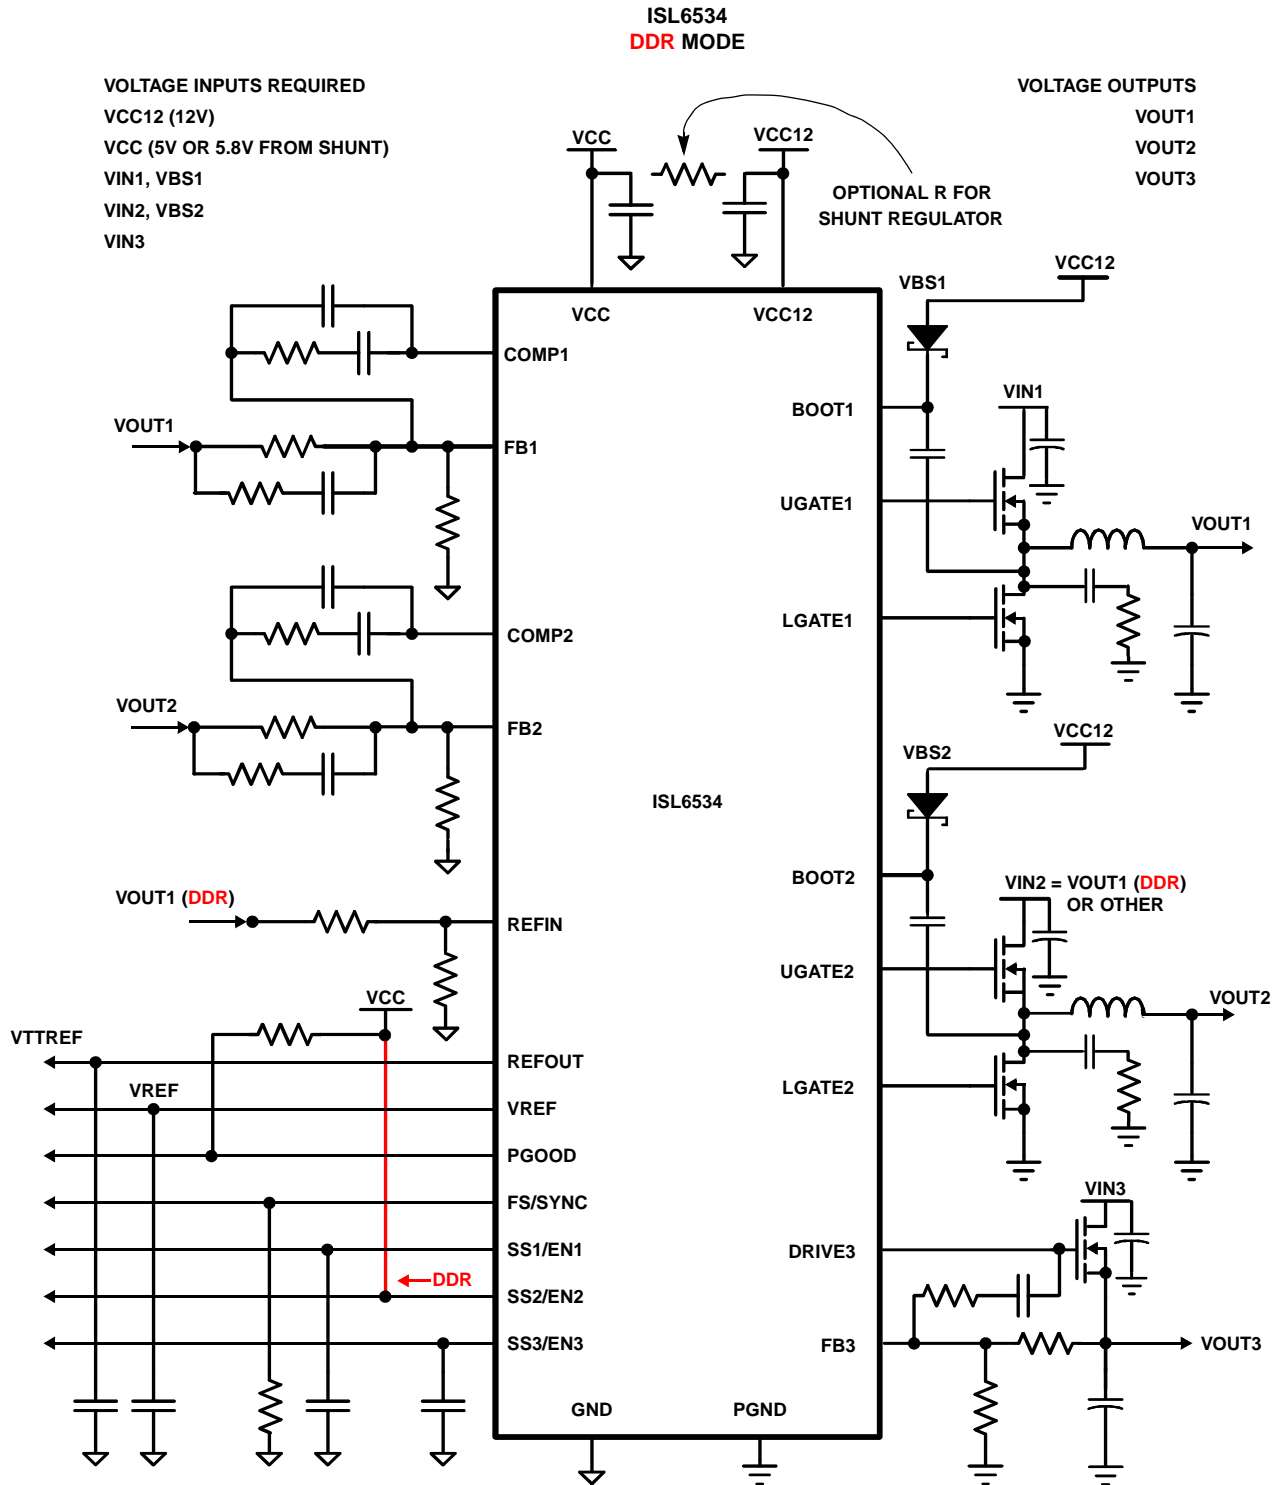 ISL6534
DDR MODE
VOLTAGE INPUTS REQUIRED
VCC12 (12V)
VCC (5V OR 5.8V FROM SHUNT)
VIN1, VBS1
VIN2, VBS2
VIN3
VOLTAGE OUTPUTS
VOUT1
VOUT2
VOUT3
VCC
VCC12
OPTIONAL R FOR
SHUNT REGULATOR
VCC
VCC12
VBS1
VCC12
COMP1
BOOT1
VIN1
VOUT1
FB1
UGATE1
VOUT1
COMP2
LGATE1
VOUT2
FB2
VBS2
VCC12
ISL6534
BOOT2
VIN2 = VOUT1 (DDR)
OR OTHER
VOUT1 (DDR)
REFIN
UGATE2
VCC
VOUT2
VTTREF
REFOUT
LGATE2
VREF
VREF
PGOOD
FS/SYNC
VIN3
SS1/EN1
DRIVE3
DDR
SS2/EN2
SS3/EN3
FB3
VOUT3
GND
PGND